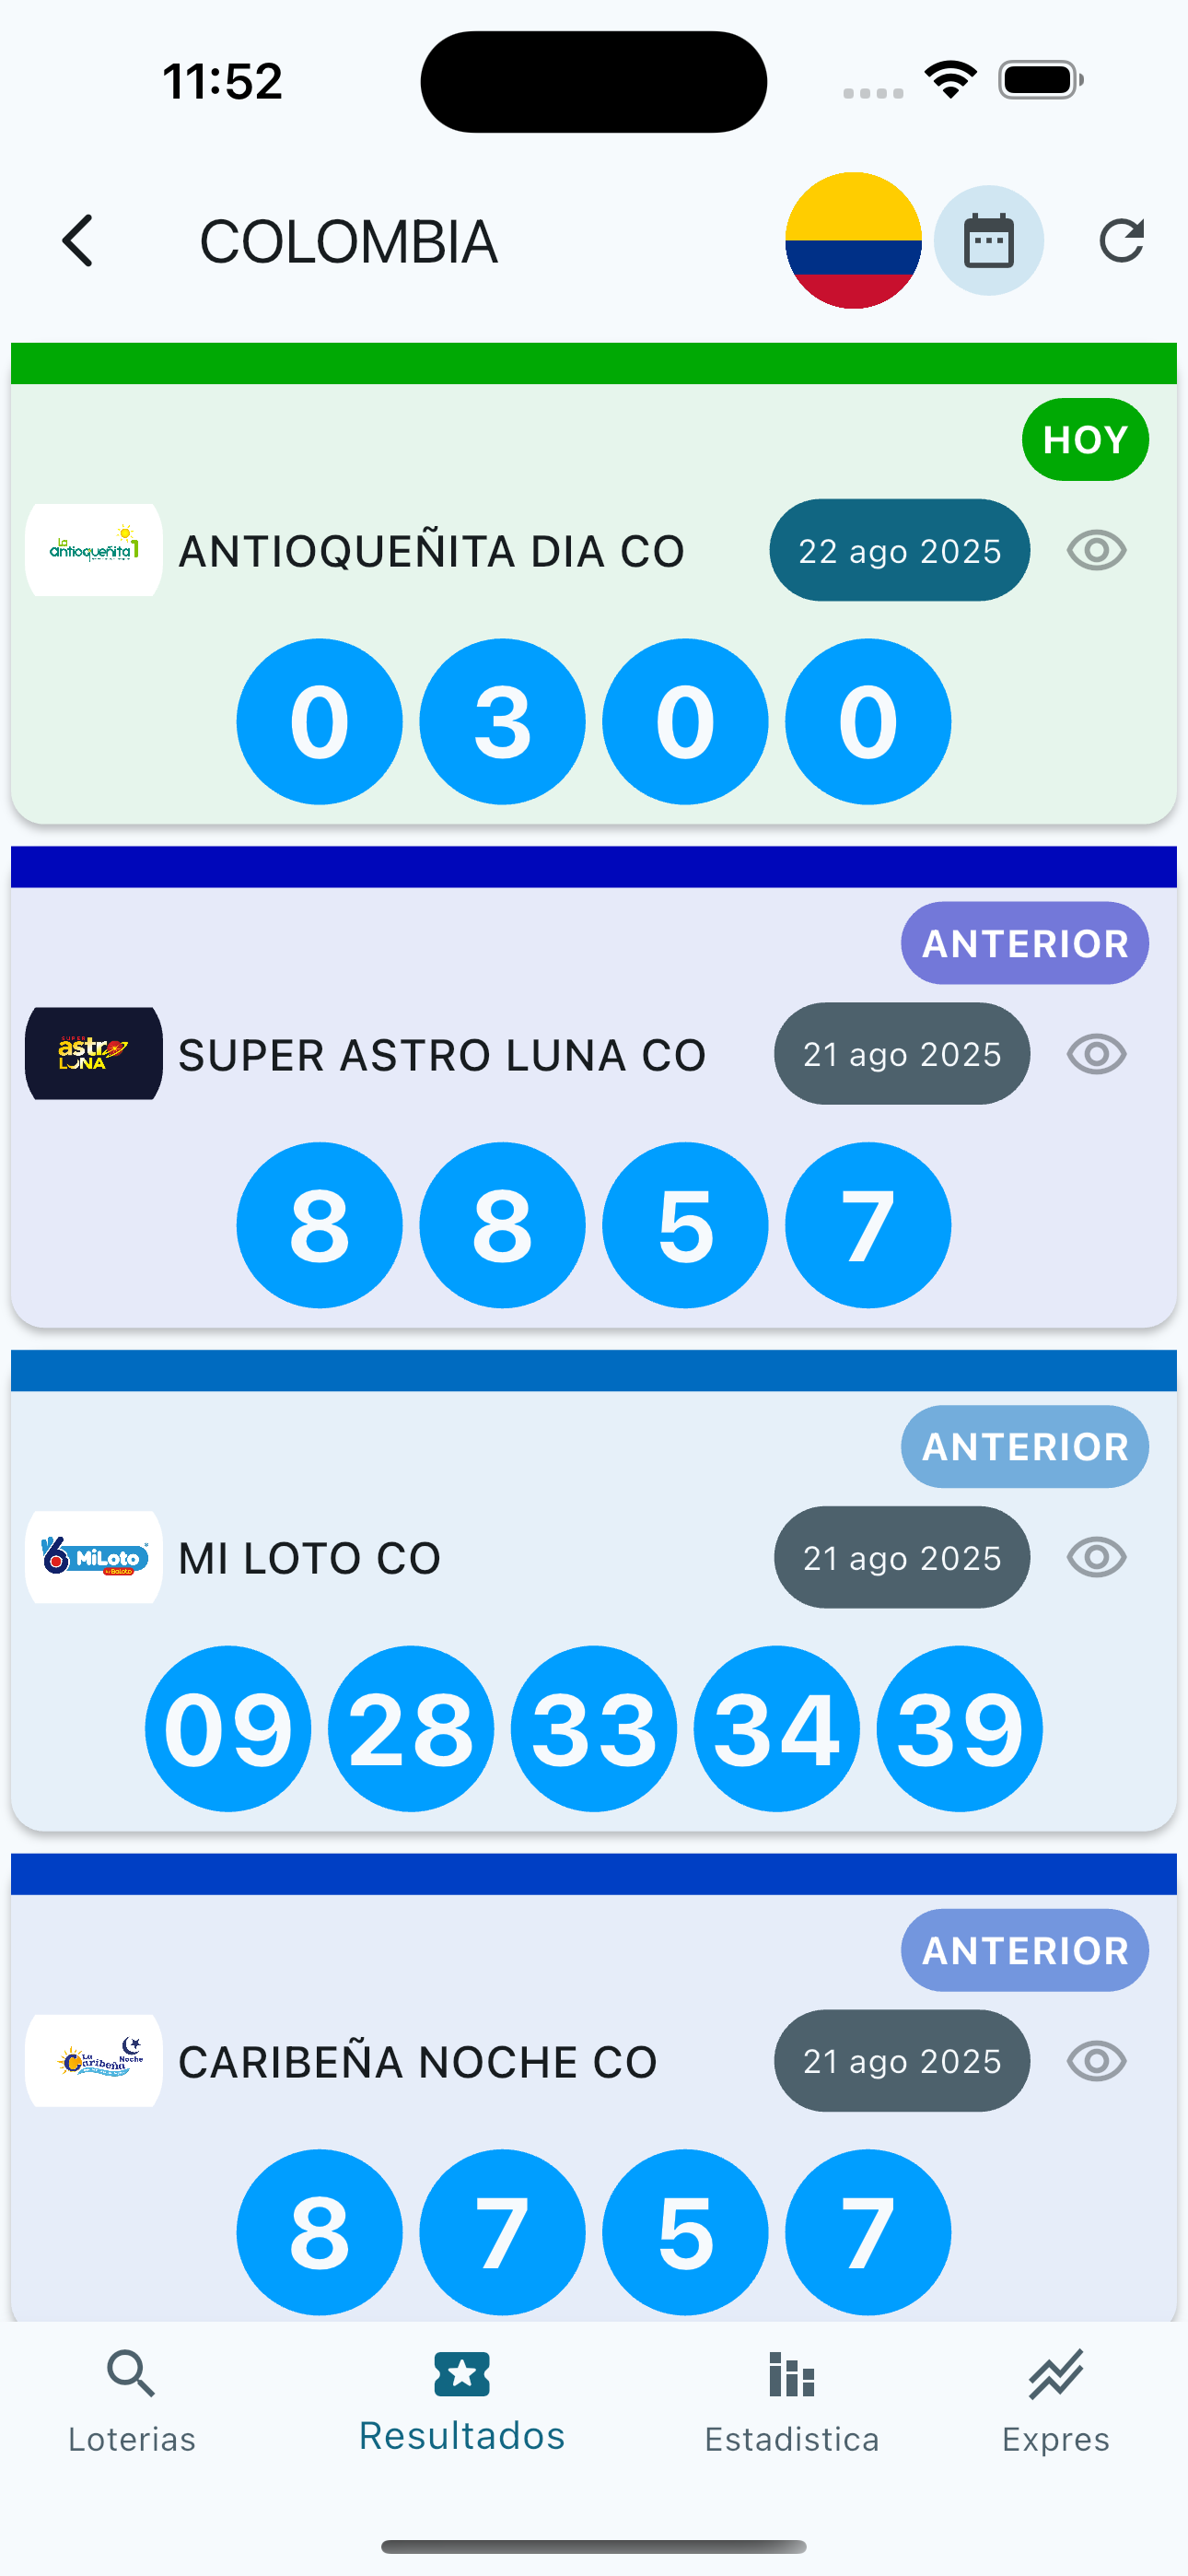 11:52
COLOMBIA
HOY
La
antioqueñita 1
ANTIOQUEÑITA DIA CO
22 ago 2025
0 3 0 0
ANTERIOR
SUPER
astro
LUNA
SUPER ASTRO LUNA CO
21 ago 2025
8 8 5 7
ANTERIOR
MiLoto
Baloto
MI LOTO CO
21 ago 2025
09 28 33 34 39
ANTERIOR
La
Caribeña
Noche
CARIBEÑA NOCHE CO
21 ago 2025
8 7 5 7
Loterias
Resultados
Estadistica
Expres